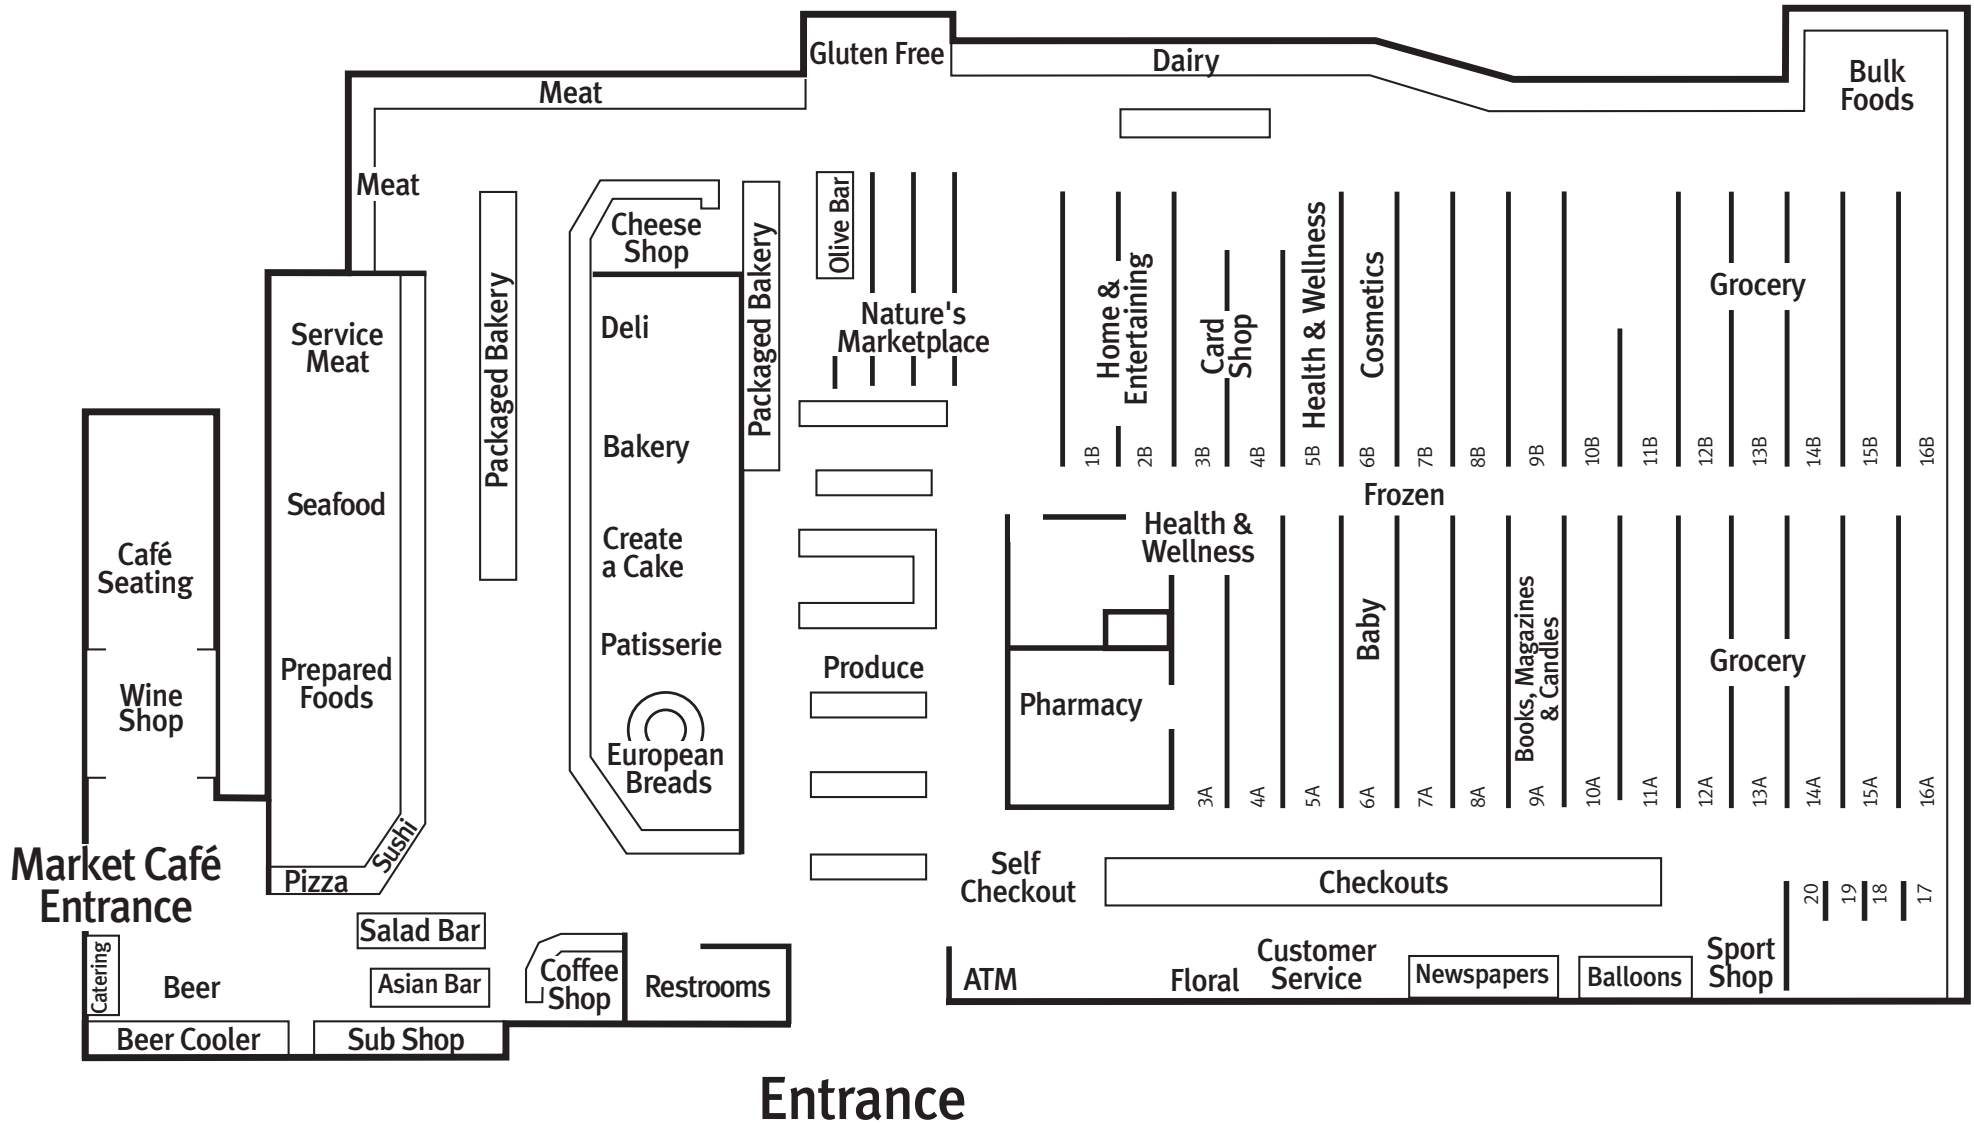 Gluten Free
Dairy
Bulk
Foods
Meat
Meat
Cheese
Shop
Olive Bar
Packaged Bakery
Packaged Bakery
Nature's
Marketplace
Home &
Entertaining
Card
Shop
Health & Wellness
Cosmetics
Grocery
Service
Meat
Deli
Bakery
Seafood
Create
a Cake
Café
Seating
Patisserie
Prepared
Foods
Wine
Shop
European
Breads
Produce
1B
2B
3B
4B
5B
6B
7B
8B
9B
10B
11B
12B
13B
14B
15B
16B
Frozen
Health &
Wellness
Baby
Books, Magazines
& Candles
Grocery
Pharmacy
3A
4A
5A
6A
7A
8A
9A
10A
11A
12A
13A
14A
15A
16A
Market Café
Entrance
Sushi
Pizza
Self
Checkout
Checkouts
20
19
18
17
Salad Bar
Asian Bar
Catering
Beer
Beer Cooler
Sub Shop
Coffee
Shop
Restrooms
ATM
Floral
Customer
Service
Newspapers
Balloons
Sport
Shop
Entrance